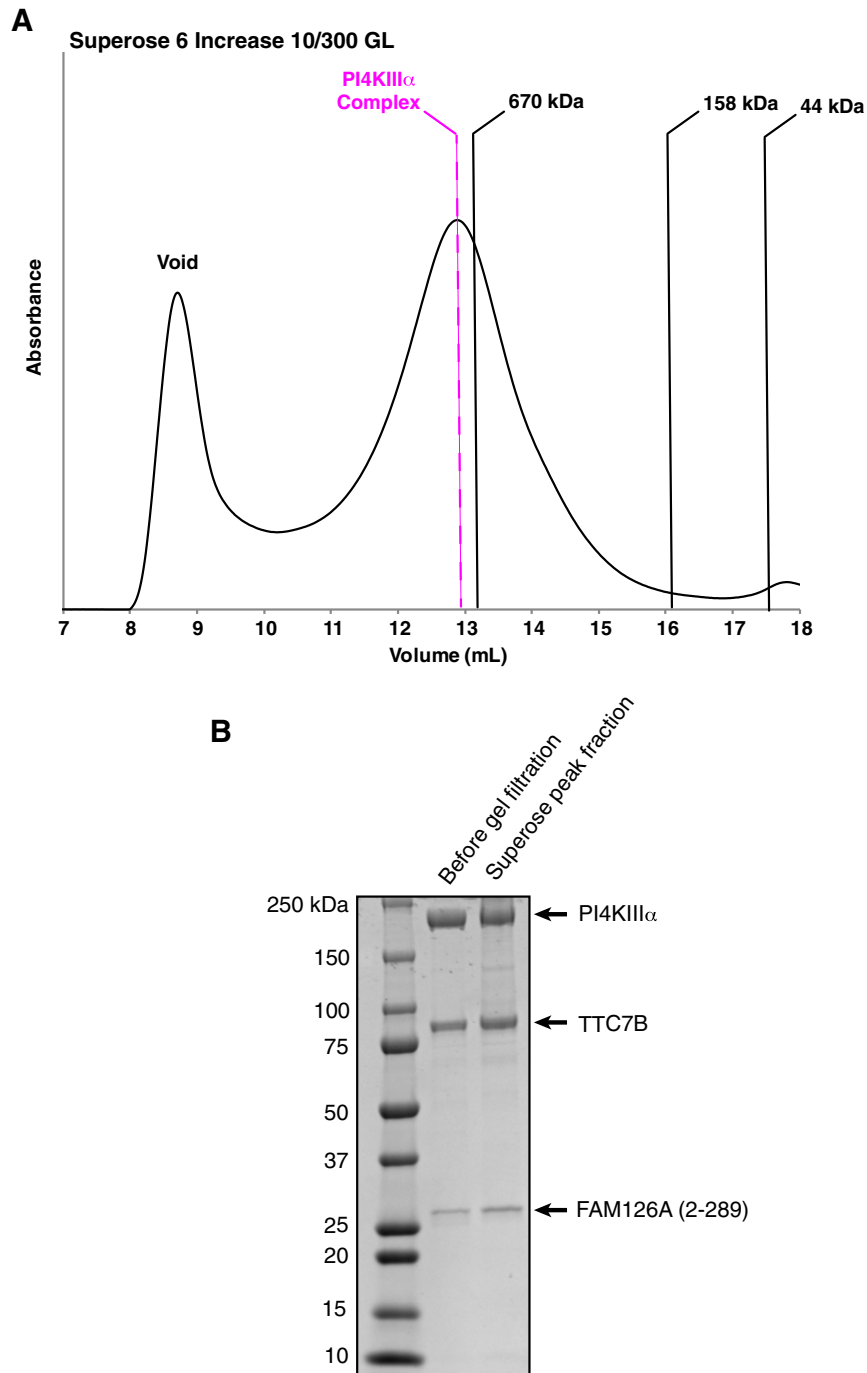 A
Superose 6 Increase 10/300 GL
PI4KIIIα
Complex
670 kDa
158 kDa
44 kDa
Void
Absorbance
7 8 9 10 11 12 13 14 15 16 17 18
Volume (mL)
B
Before gel filtration
Superose peak fraction
250 kDa
PI4KIIIα
150
100
TTC7B
75
50
37
FAM126A (2-289)
25
20
15
10